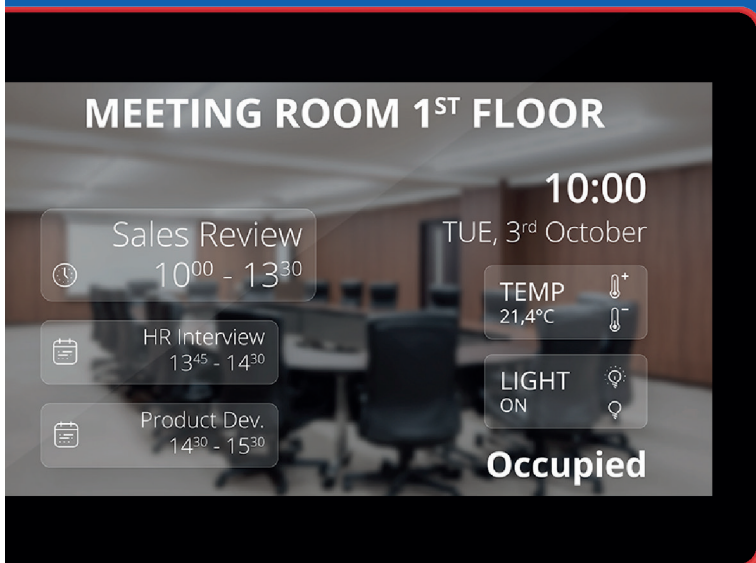 MEETING ROOM 1ST FLOOR
10:00
TUE, 3rd October
Sales Review
10⁰⁰ - 13³⁰
HR Interview
13⁴⁵ - 14³⁰
Product Dev.
14³⁰ - 15³⁰
TEMP
21,4°C
LIGHT
ON
Occupied